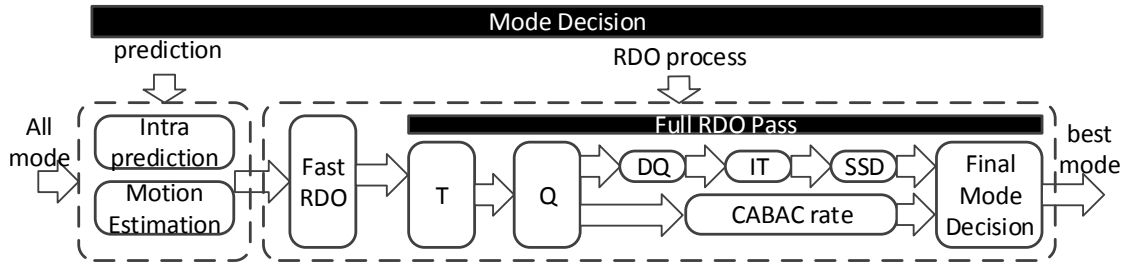 Mode Decision
prediction
RDO process
All
mode
Intra
prediction
Motion
Estimation
Fast
RDO
Full RDO Pass
T
Q
DQ
IT
SSD
CABAC rate
Final
Mode
Decision
best
mode